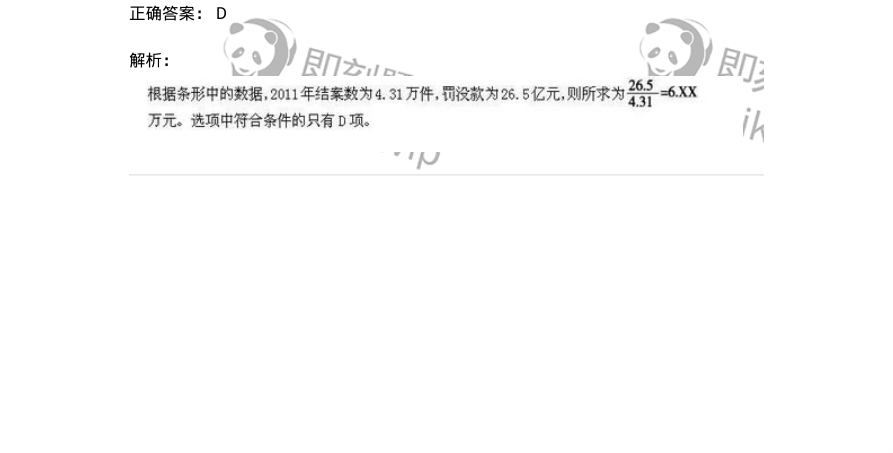 正确答案： D
解析：
即刻
即
根据条形中的数据,2011年结案数为4.31万件,罚没款为26.5亿元,则所求为26.5/4.31=6.XX
万元。选项中符合条件的只有D项。